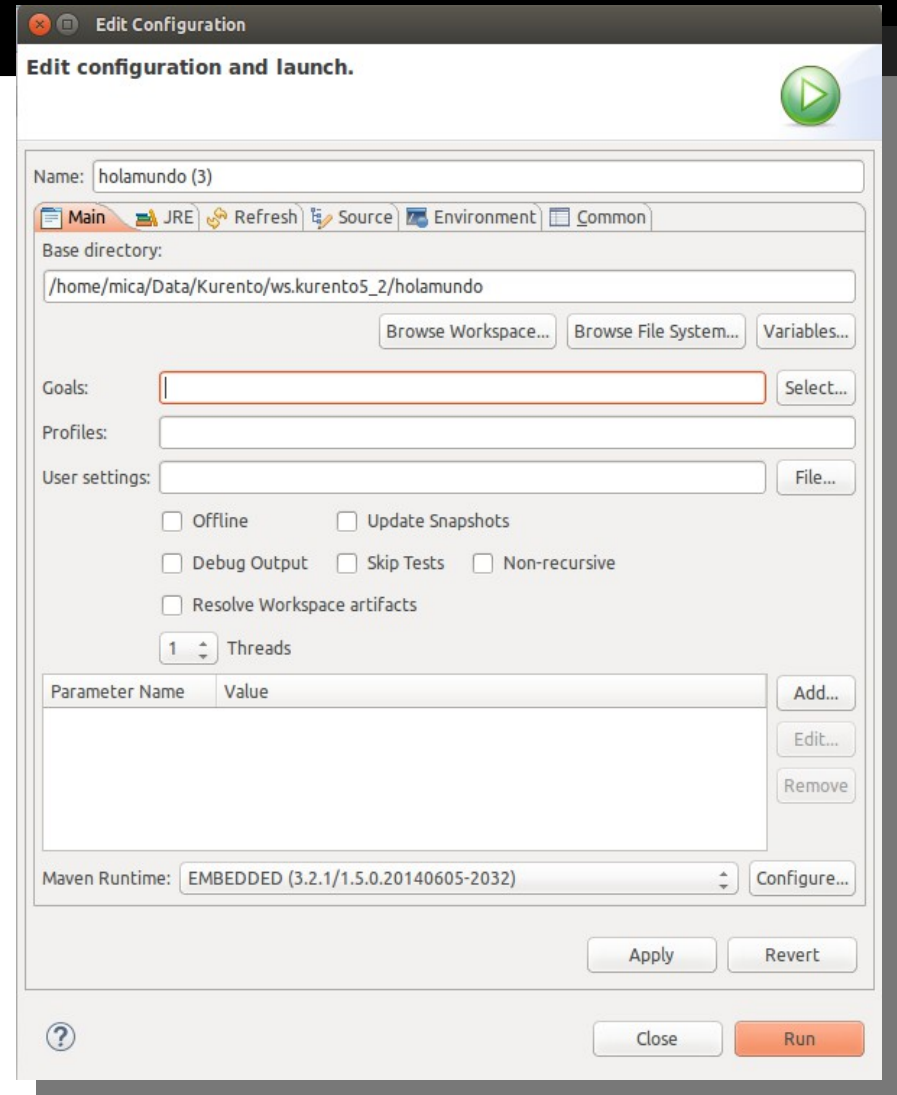 Edit Configuration
Edit configuration and launch.
Name: holamundo (3)
Main JRE Refresh Source Environment Common
Base directory:
/home/mica/Data/Kurento/ws.kurento5_2/holamundo
Browse Workspace... Browse File System... Variables...
Goals: Select...
Profiles:
User settings: File...
Offline Update Snapshots
Debug Output Skip Tests Non-recursive
Resolve Workspace artifacts
1 Threads
Parameter Name Value Add...
Edit...
Remove
Maven Runtime: EMBEDDED (3.2.1/1.5.0.20140605-2032) Configure...
Apply Revert
? Close Run